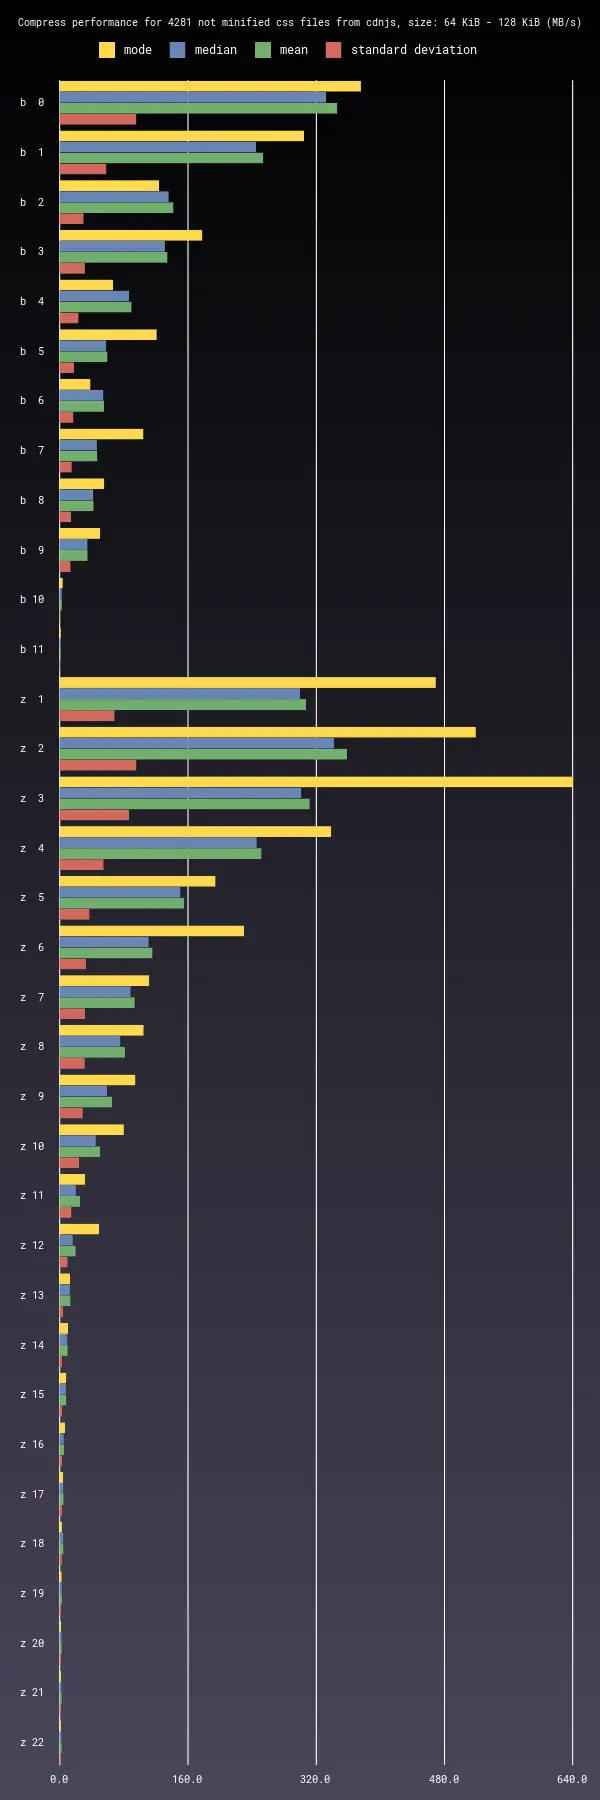 Compress performance for 4281 not minified css files from cdnjs, size: 64 KiB - 128 KiB (MB/s)
mode median mean standard deviation
b 0
b 1
b 2
b 3
b 4
b 5
b 6
b 7
b 8
b 9
b 10
b 11
z 1
z 2
z 3
z 4
z 5
z 6
z 7
z 8
z 9
z 10
z 11
z 12
z 13
z 14
z 15
z 16
z 17
z 18
z 19
z 20
z 21
z 22
0.0 160.0 320.0 480.0 640.0